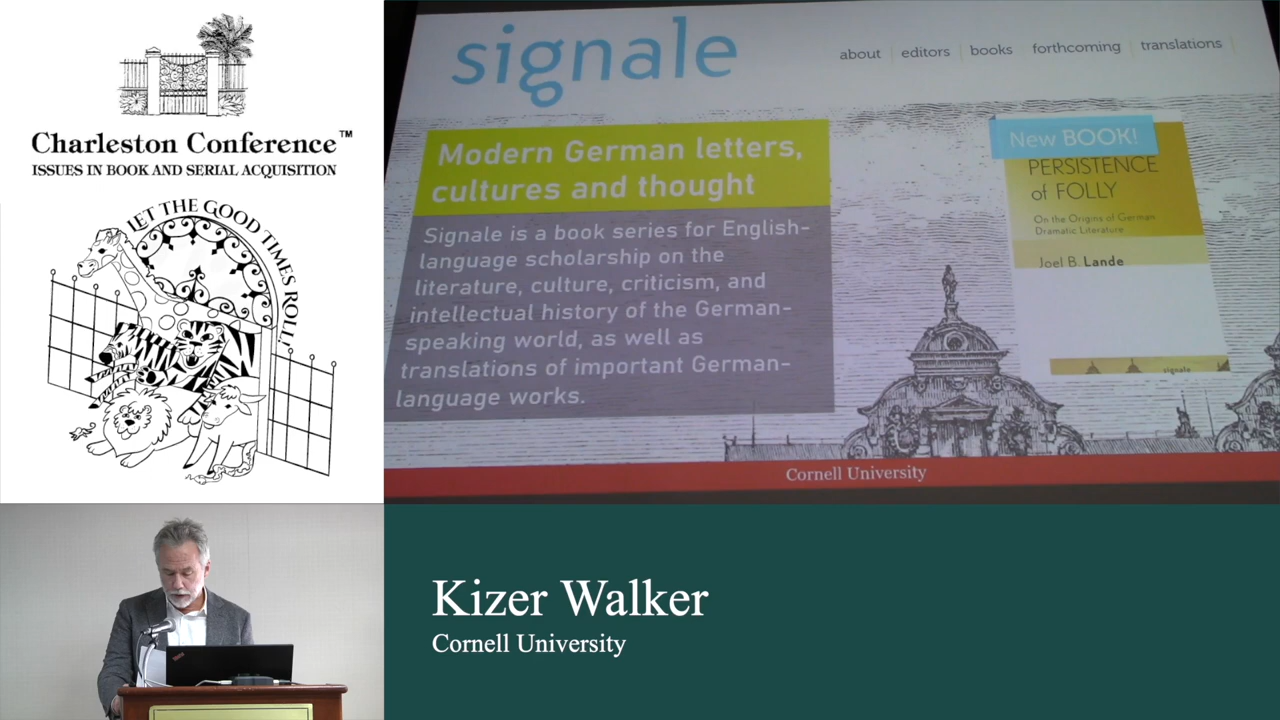 Charleston Conference™
ISSUES IN BOOK AND SERIAL ACQUISITION
LET THE GOOD TIMES ROLL!
signale
about
editors
books
forthcoming
translations
Modern German letters,
cultures and thought
Signale is a book series for English-
language scholarship on the
literature, culture, criticism, and
intellectual history of the German-
speaking world, as well as
translations of important German-
language works.
New BOOK!
PERSISTENCE
of FOLLY
On the Origins of German
Dramatic Literature
Joel B. Lande
signale
Cornell University
Kizer Walker
Cornell University